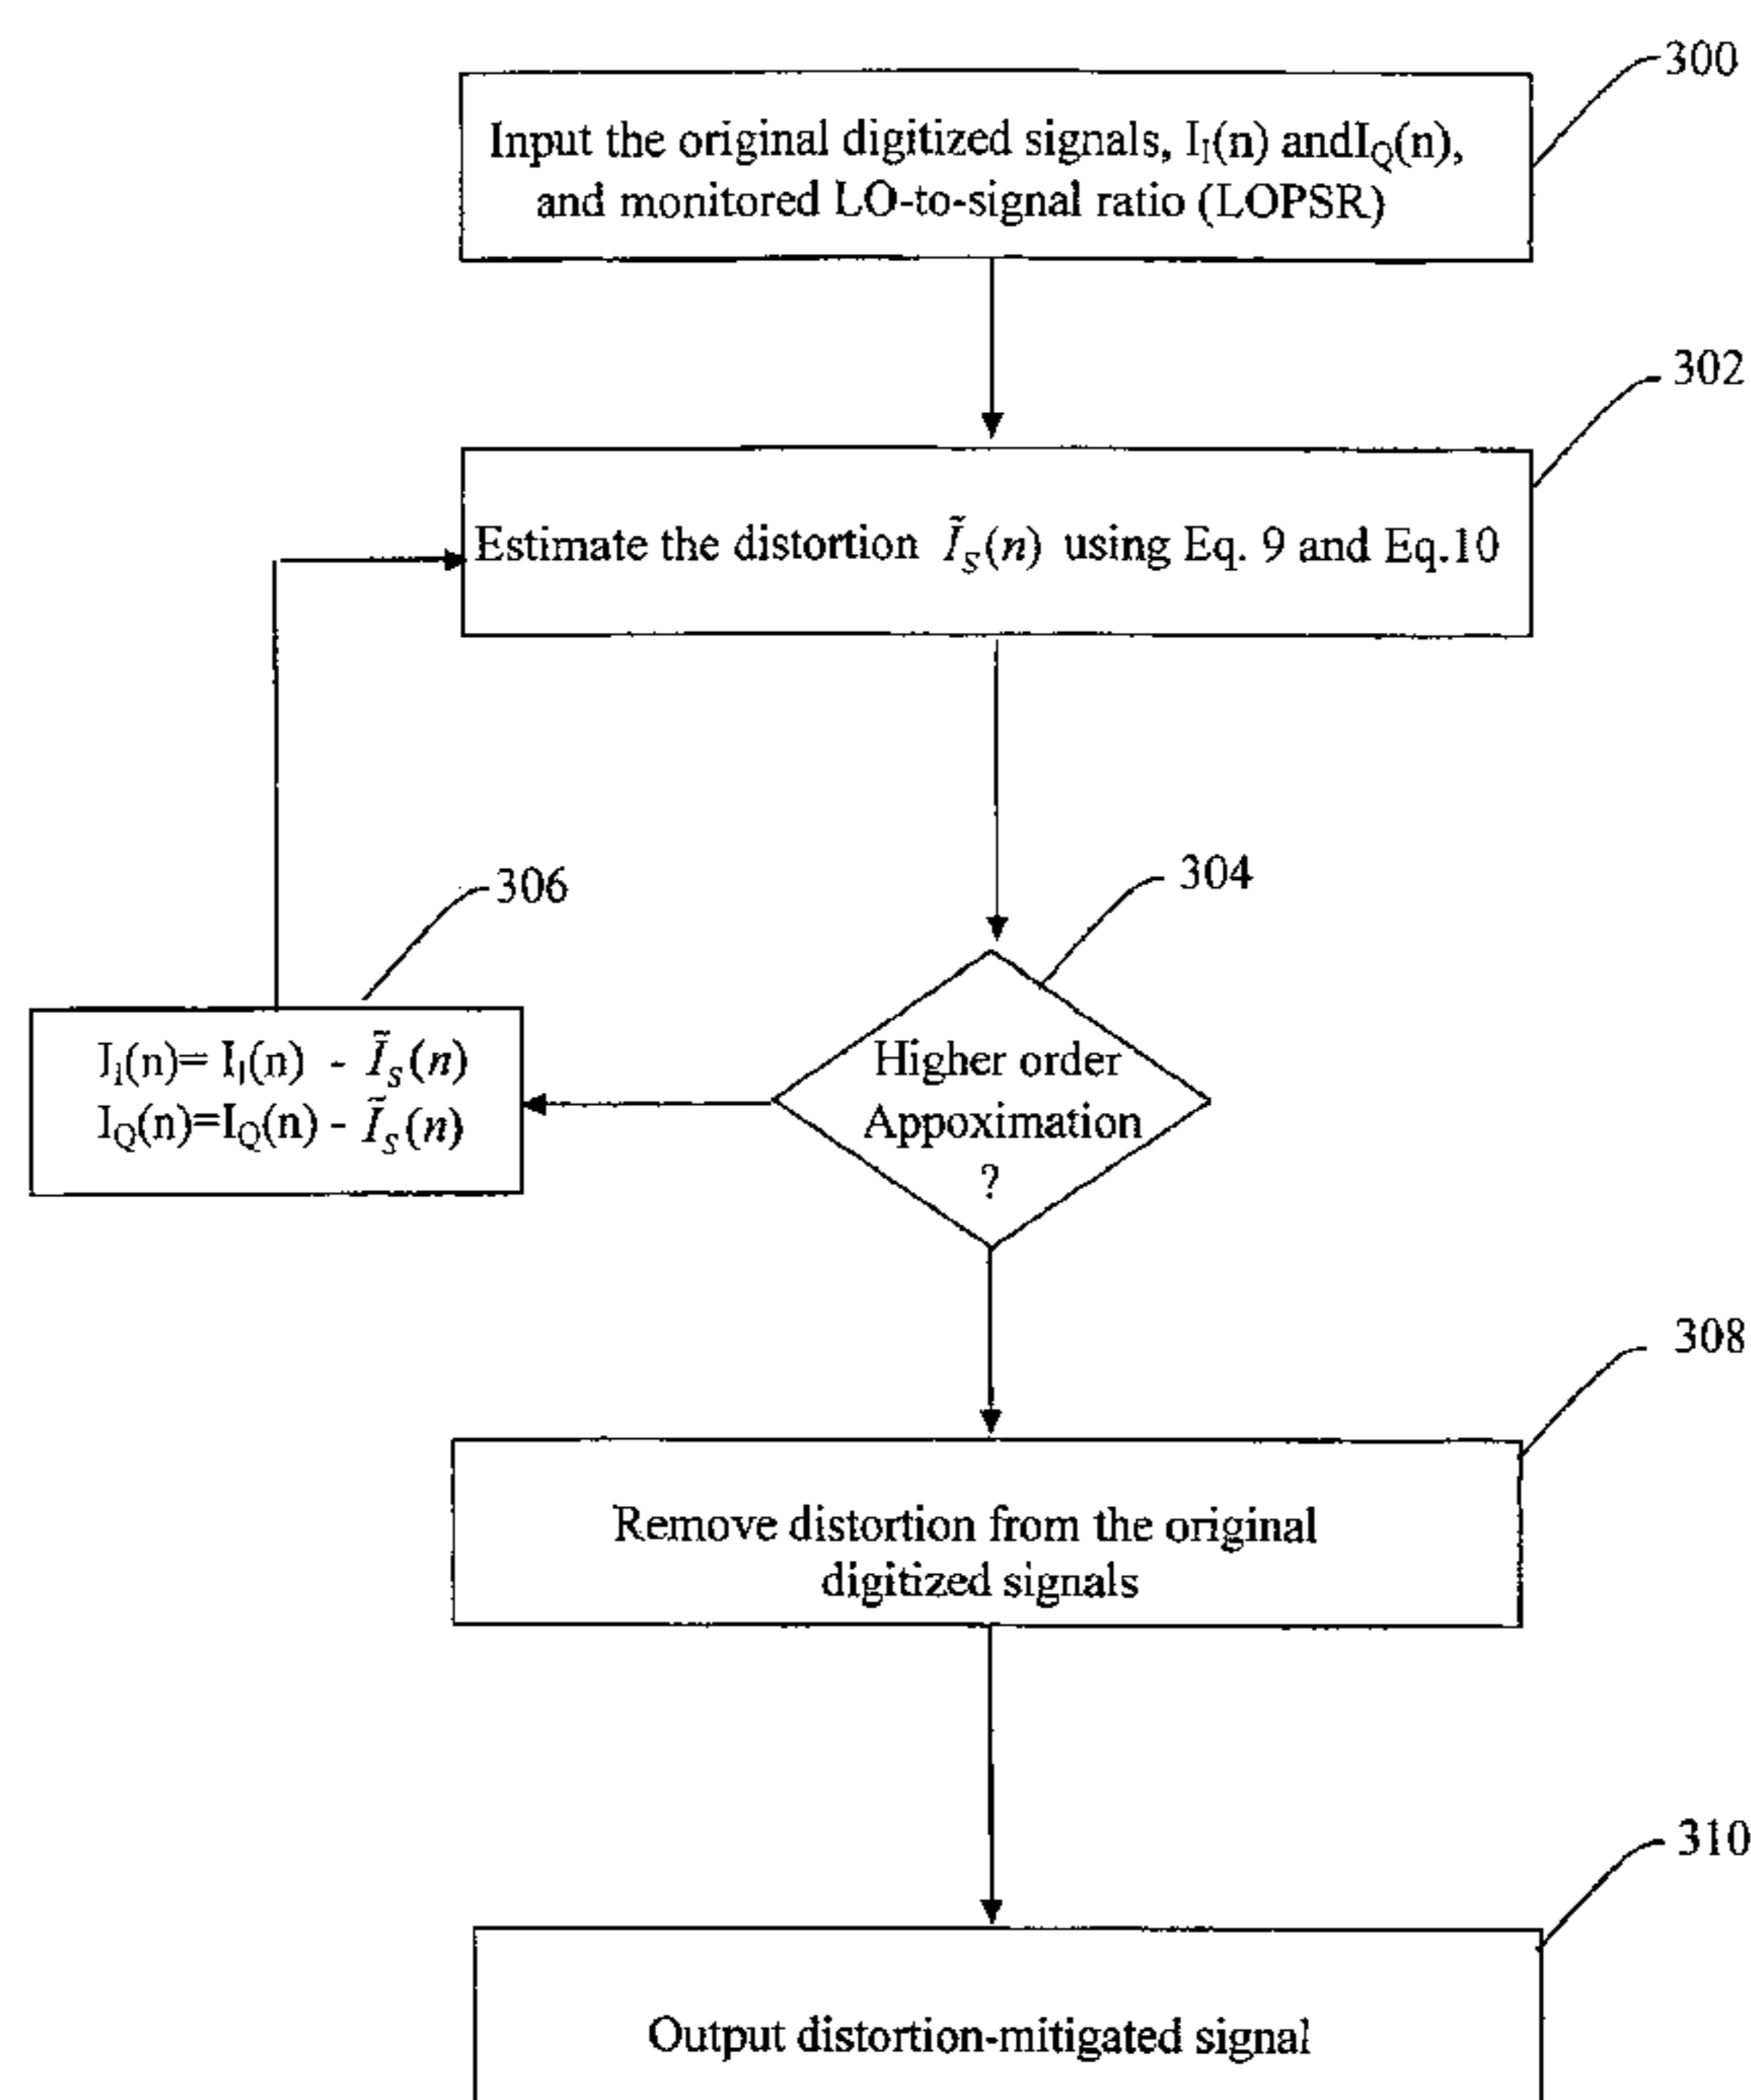 300
Input the original digitized signals, I_I(n) andI_Q(n),
and monitored LO-to-signal ratio (LOPSR)
302
Estimate the distortion Ĩ_S(n) using Eq. 9 and Eq.10
304
306
Higher order
Appoximation
?
I_I(n)= I_I(n) - Ĩ_S(n)
I_Q(n)=I_Q(n) - Ĩ_S(n)
308
Remove distortion from the original
digitized signals
310
Output distortion-mitigated signal